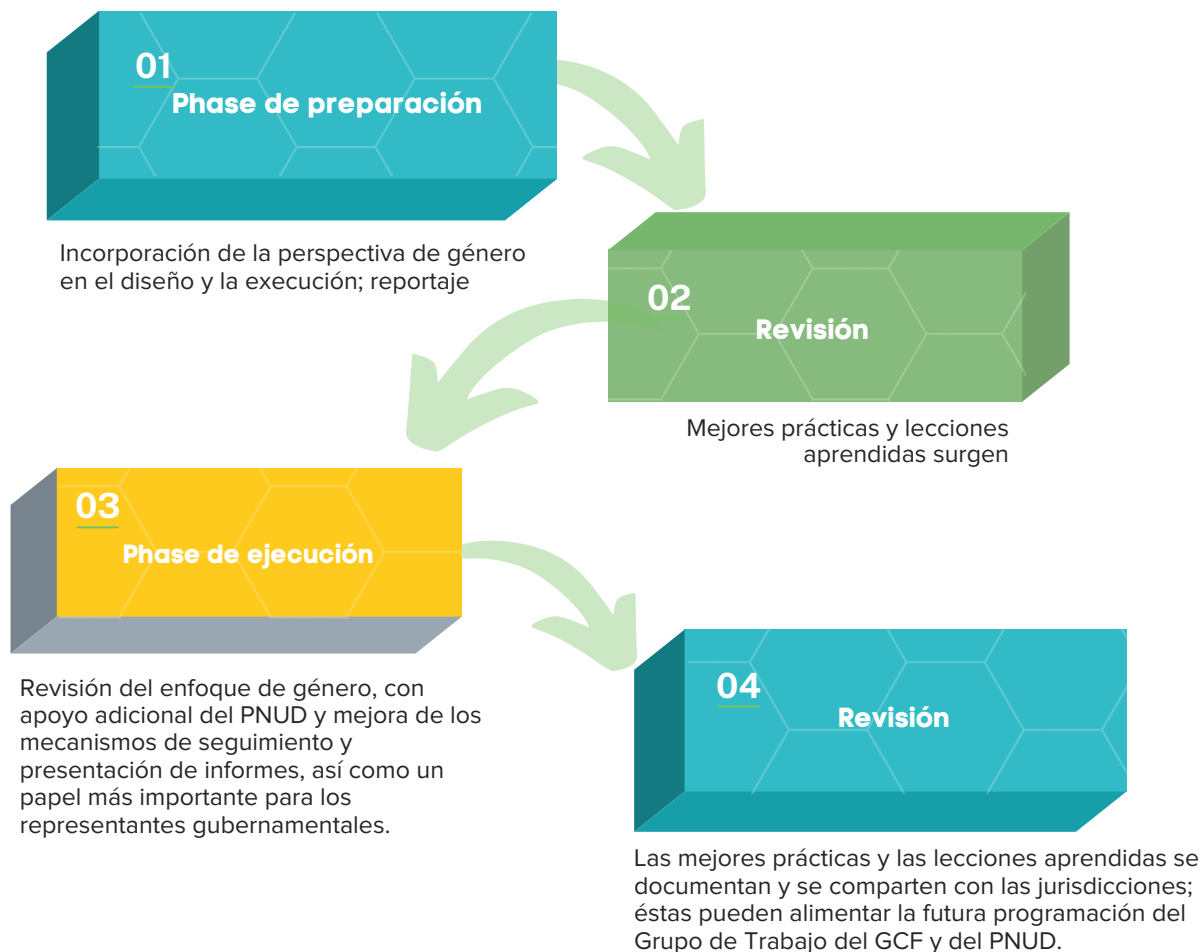 01
Phase de preparación
Incorporación de la perspectiva de género
en el diseño y la execución; reportaje
02
Revisión
Mejores prácticas y lecciones
aprendidas surgen
03
Phase de ejecución
Revisión del enfoque de género, con
apoyo adicional del PNUD y mejora de los
mecanismos de seguimiento y
presentación de informes, así como un
papel más importante para los
representantes gubernamentales.
04
Revisión
Las mejores prácticas y las lecciones aprendidas se
documentan y se comparten con las jurisdicciones;
éstas pueden alimentar la futura programación del
Grupo de Trabajo del GCF y del PNUD.